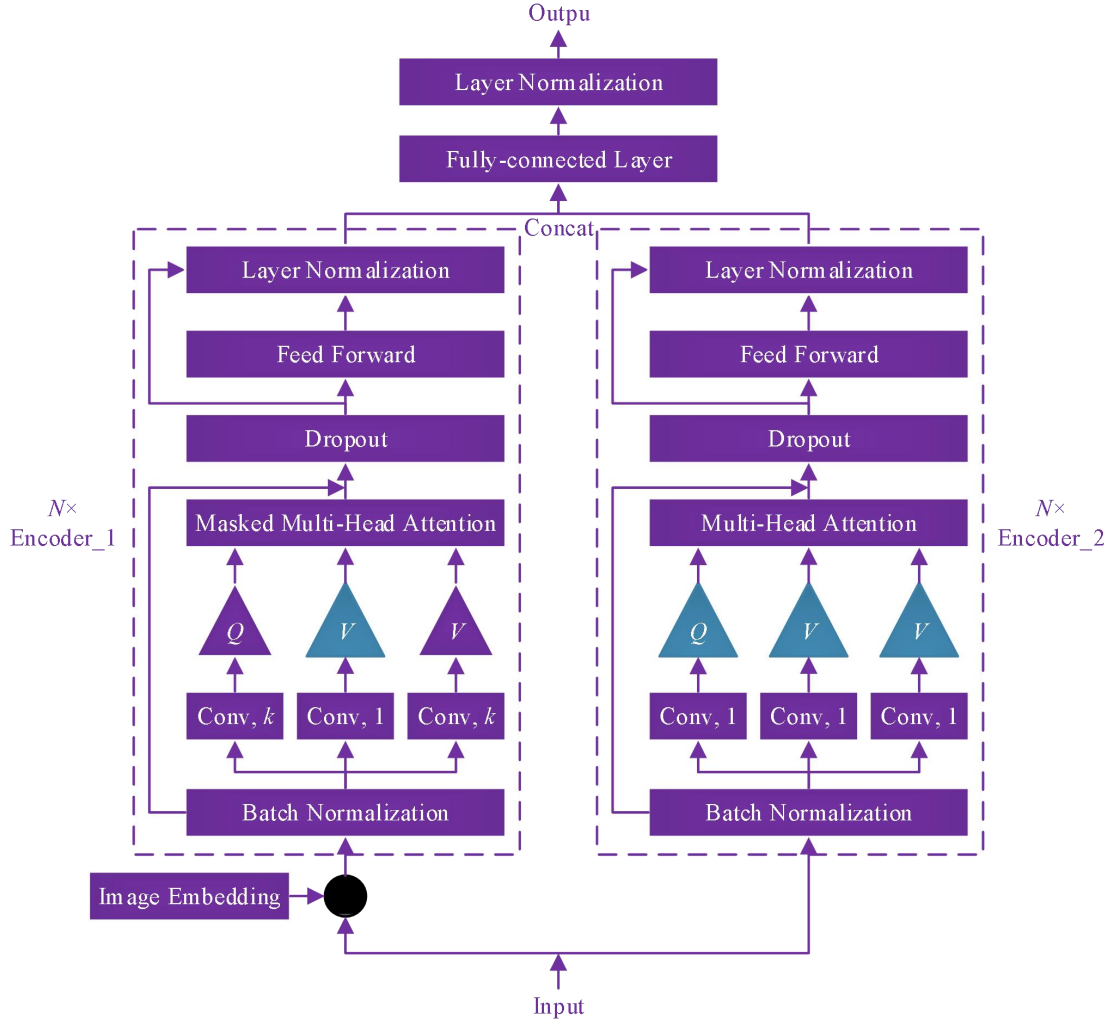 Outpu
Layer Normalization
Fully-connected Layer
Concat
Layer Normalization
Feed Forward
Dropout
Masked Multi-Head Attention
Q
V
V
Conv, k
Conv, 1
Conv, k
Batch Normalization
N×
Encoder_1
Image Embedding
Layer Normalization
Feed Forward
Dropout
Multi-Head Attention
Q
V
V
Conv, 1
Conv, 1
Conv, 1
Batch Normalization
N×
Encoder_2
Input